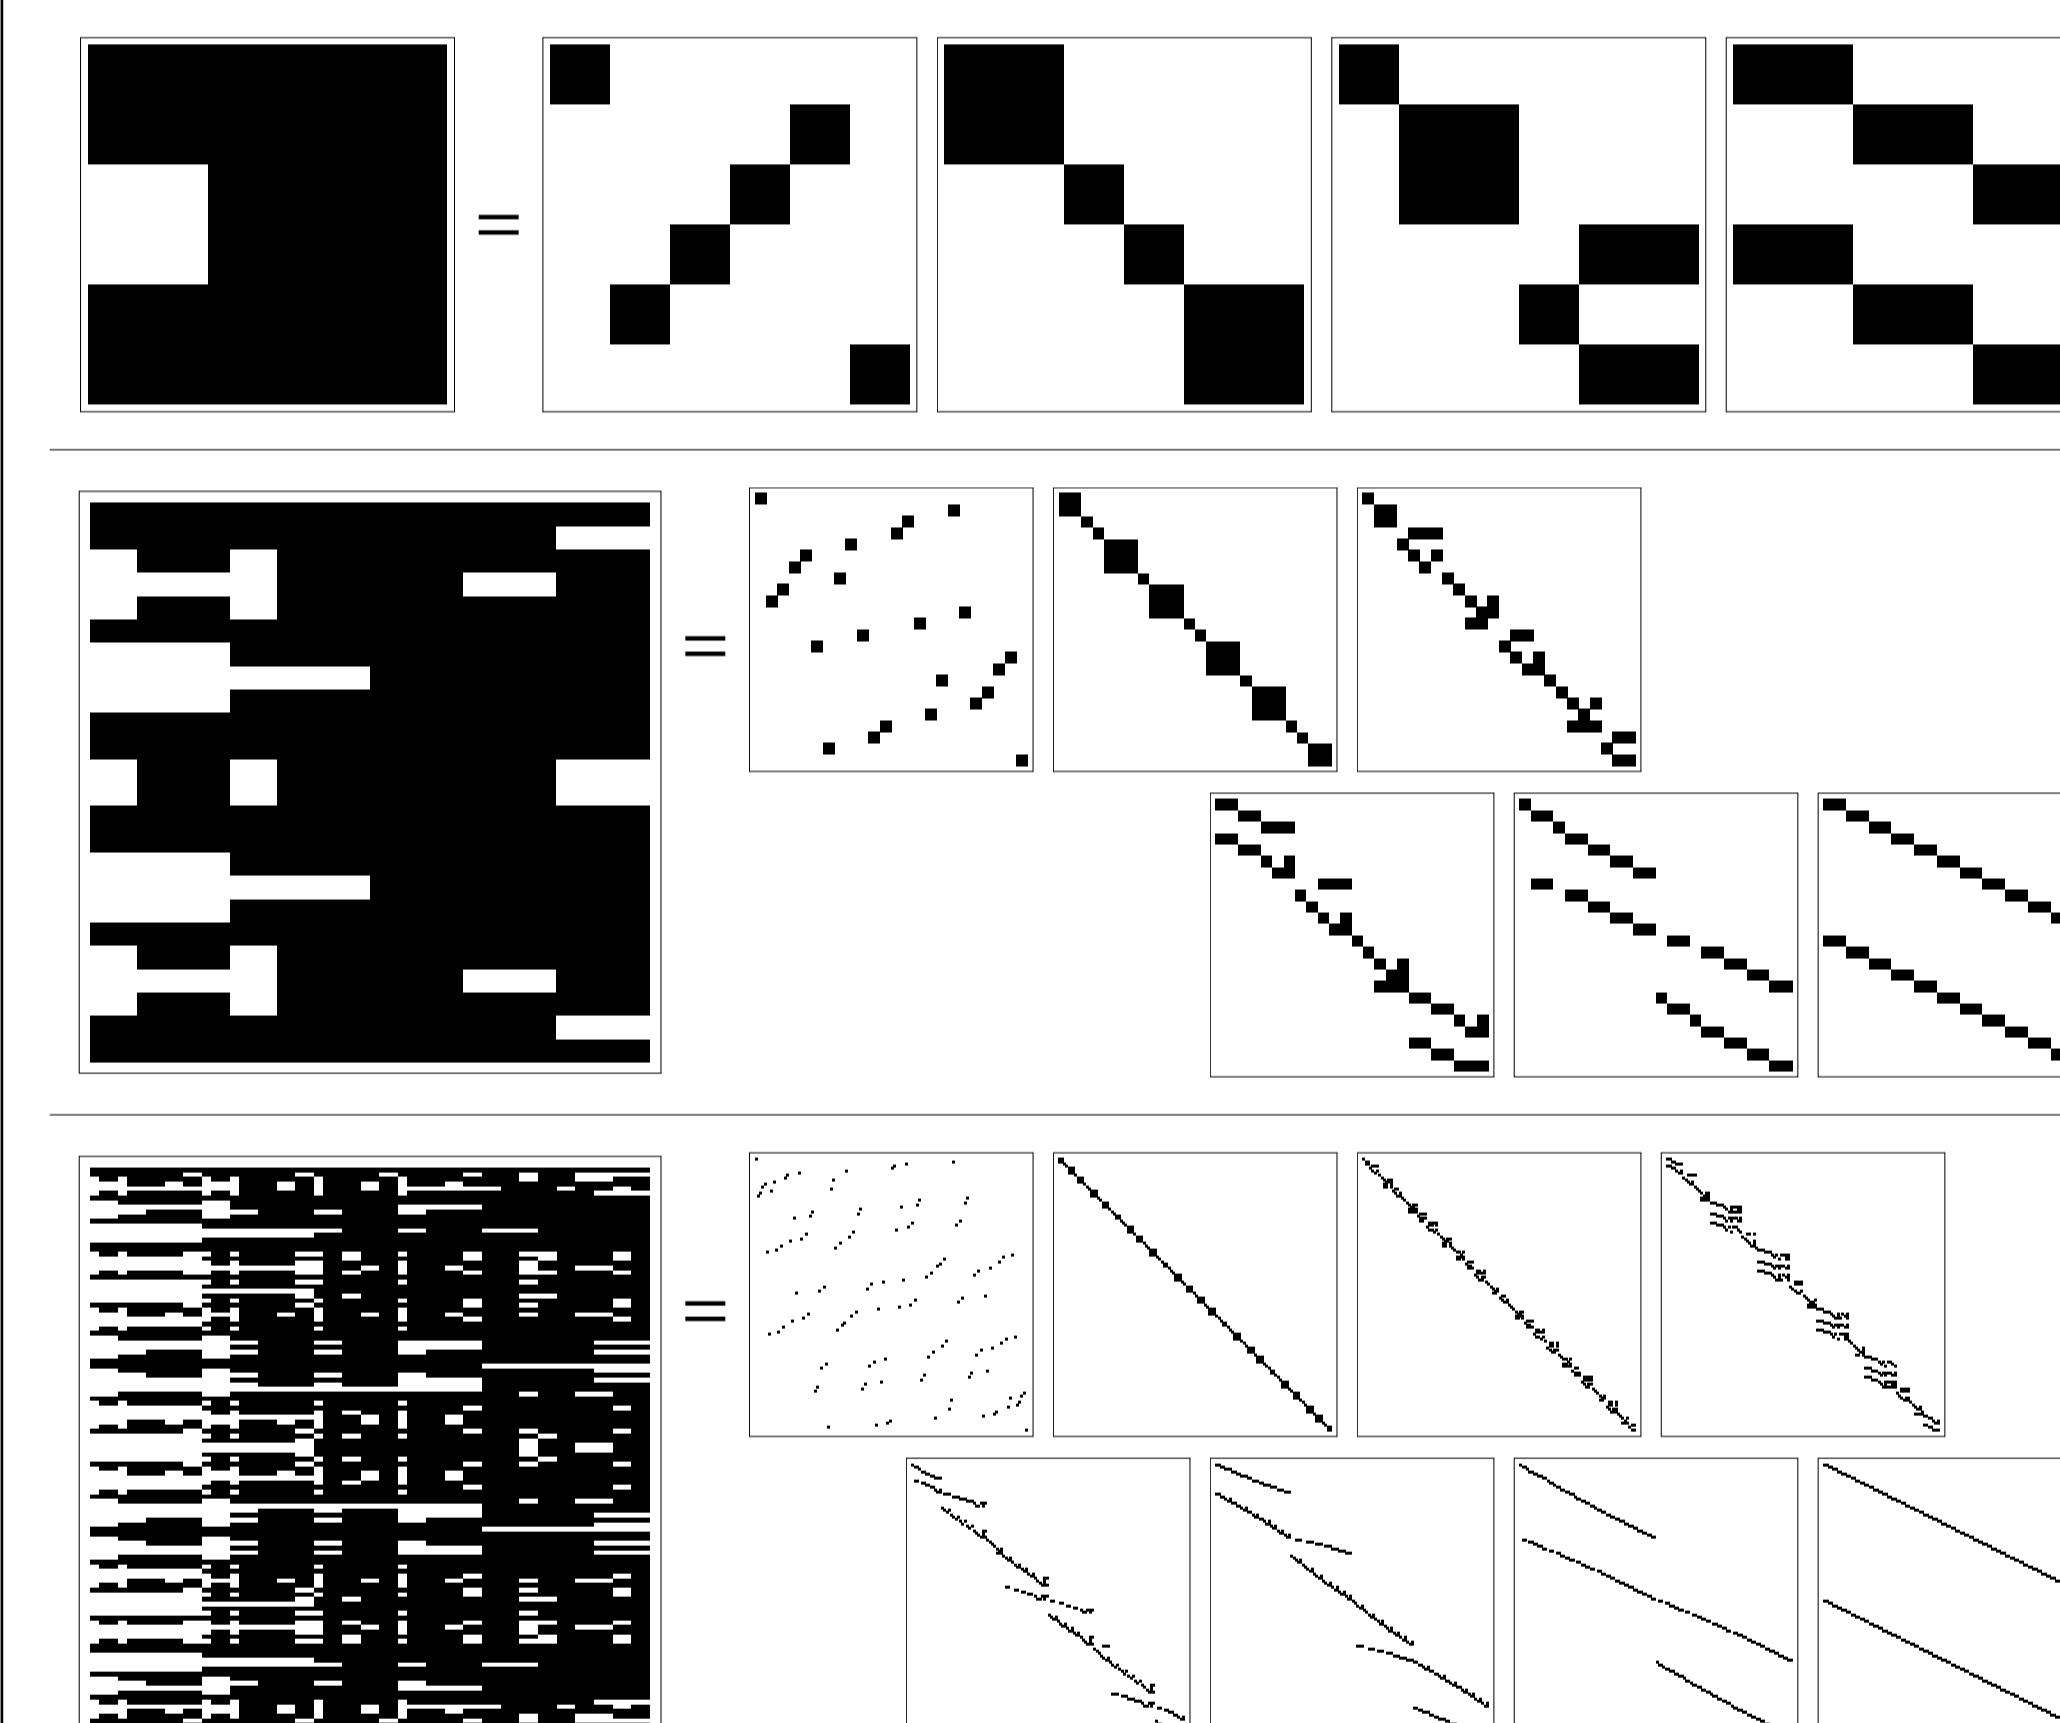 =
=
=